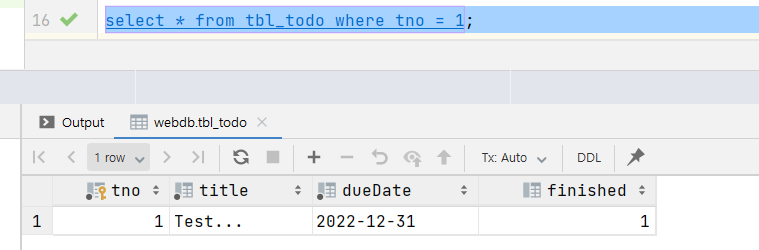 16 select * from tbl_todo where tno = 1;
Output webdb.tbl_todo
1 row Tx: Auto DDL
tno title dueDate finished
1 1 Test... 2022-12-31 1